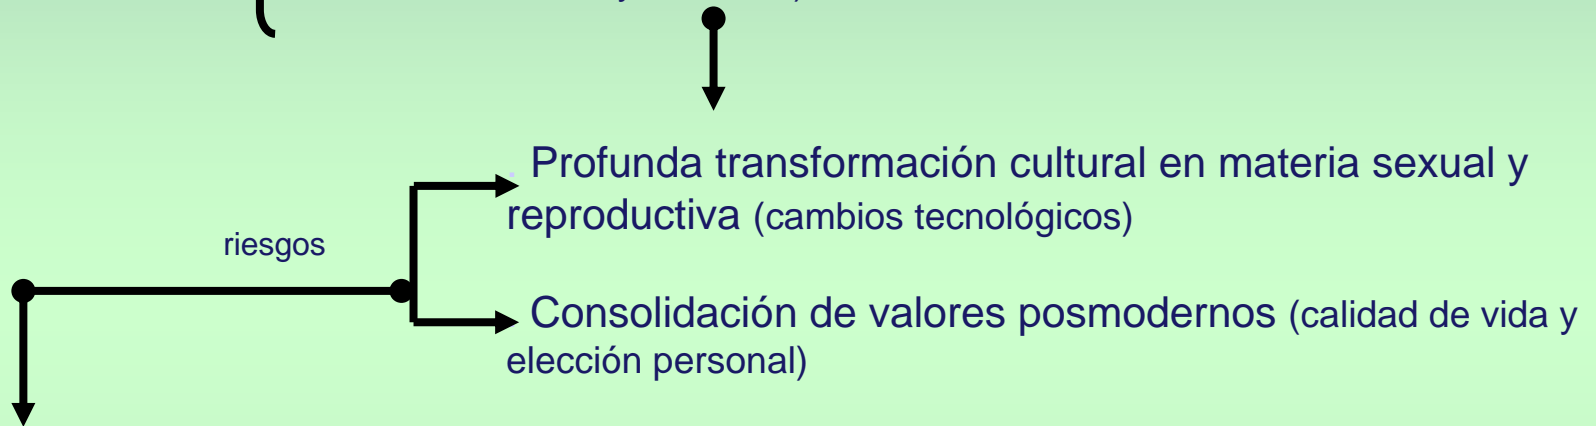 . Profunda transformación cultural en materia sexual y
reproductiva (cambios tecnológicos)
riesgos
Consolidación de valores posmodernos (calidad de vida y
elección personal)